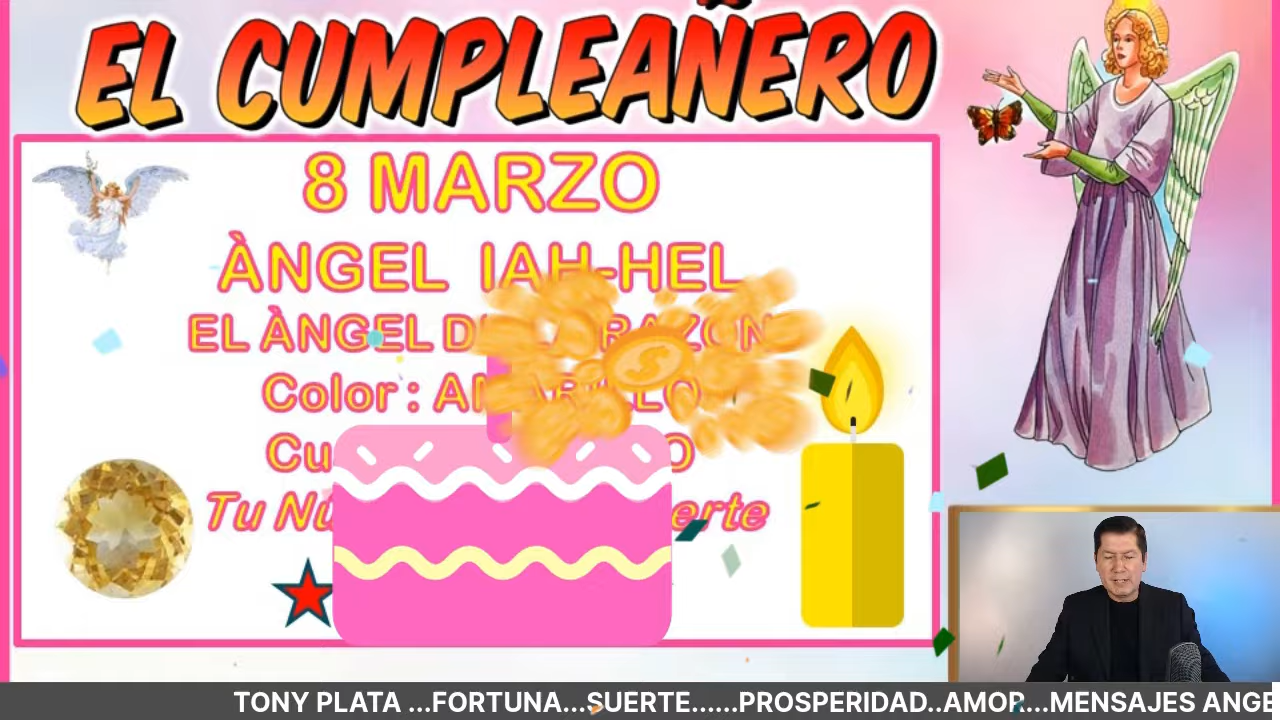 EL CUMPLEAÑERO
8 MARZO
ÀNGEL IAH-HEL
EL ÀNGEL
Color :
Tu
TONY PLATA ...FORTUNA...SUERTE......PROSPERIDAD..AMOR...MENSAJES ANGE